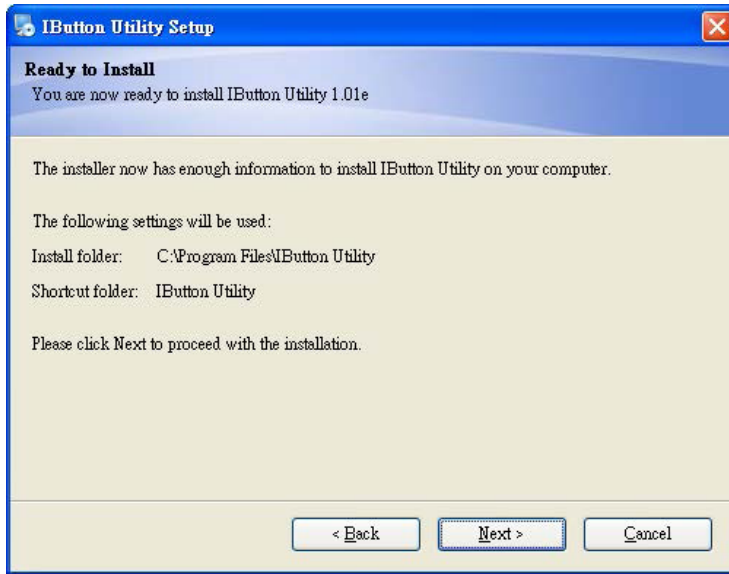 IButton Utility Setup
Ready to Install
You are now ready to install IButton Utility 1.01e
The installer now has enough information to install IButton Utility on your computer.
The following settings will be used:
Install folder: C:\Program Files\IButton Utility
Shortcut folder: IButton Utility
Please click Next to proceed with the installation.
< Back
Next >
Cancel